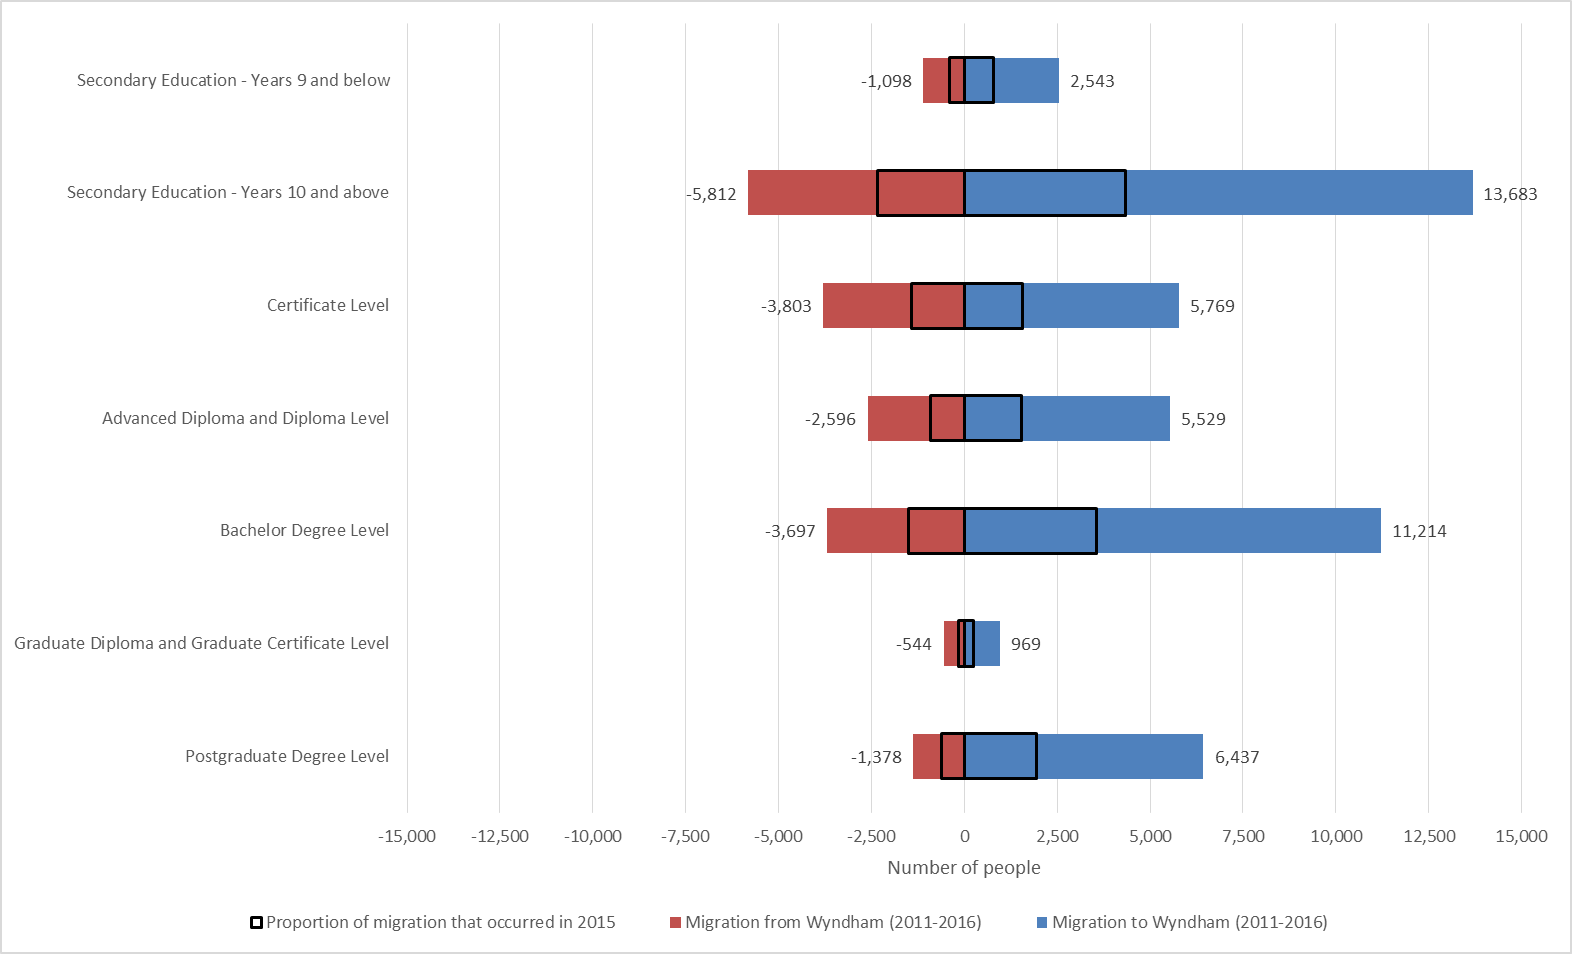 Secondary Education - Years 9 and below
-1,098
2,543
Secondary Education - Years 10 and above
-5,812
13,683
Certificate Level
-3,803
5,769
Advanced Diploma and Diploma Level
-2,596
5,529
Bachelor Degree Level
-3,697
11,214
Graduate Diploma and Graduate Certificate Level
-544
969
Postgraduate Degree Level
-1,378
6,437
-15,000 -12,500 -10,000 -7,500 -5,000 -2,500 0 2,500 5,000 7,500 10,000 12,500 15,000
Number of people
Proportion of migration that occurred in 2015 Migration from Wyndham (2011-2016) Migration to Wyndham (2011-2016)